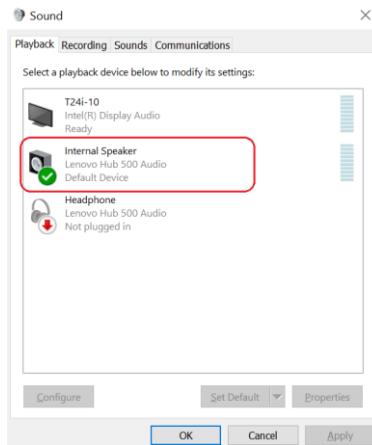 Sound
Playback Recording Sounds Communications
Select a playback device below to modify its settings:
T24i-10
Intel(R) Display Audio
Ready
Internal Speaker
Lenovo Hub 500 Audio
Default Device
Headphone
Lenovo Hub 500 Audio
Not plugged in
Configure Set Default Properties
OK Cancel Apply